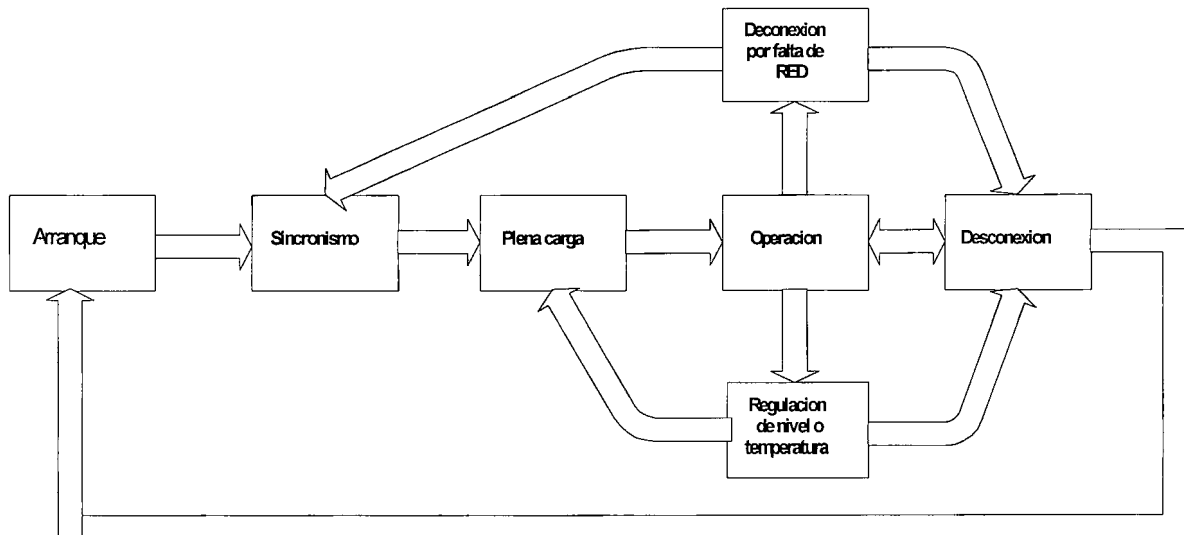 Deconexion
por falta de
RED
Arranque
Sincronismo
Plena carga
Operacion
Desconexion
Regulacion
de nivel o
temperatura